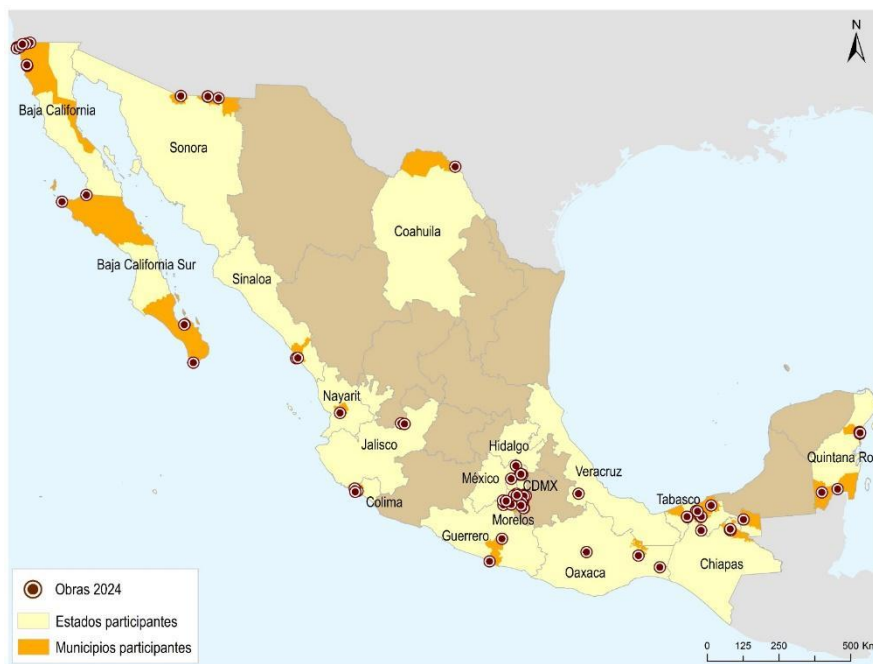 N
Baja California
Sonora
Coahuila
Baja California Sur
Sinaloa
Nayarit
Jalisco
Hidalgo
México
CDMX
Veracruz
Colima
Morelos
Guerrero
Oaxaca
Tabasco
Chiapas
Quintana Ro
Obras 2024
Estados participantes
Municipios participantes
0 125 250 500 Km